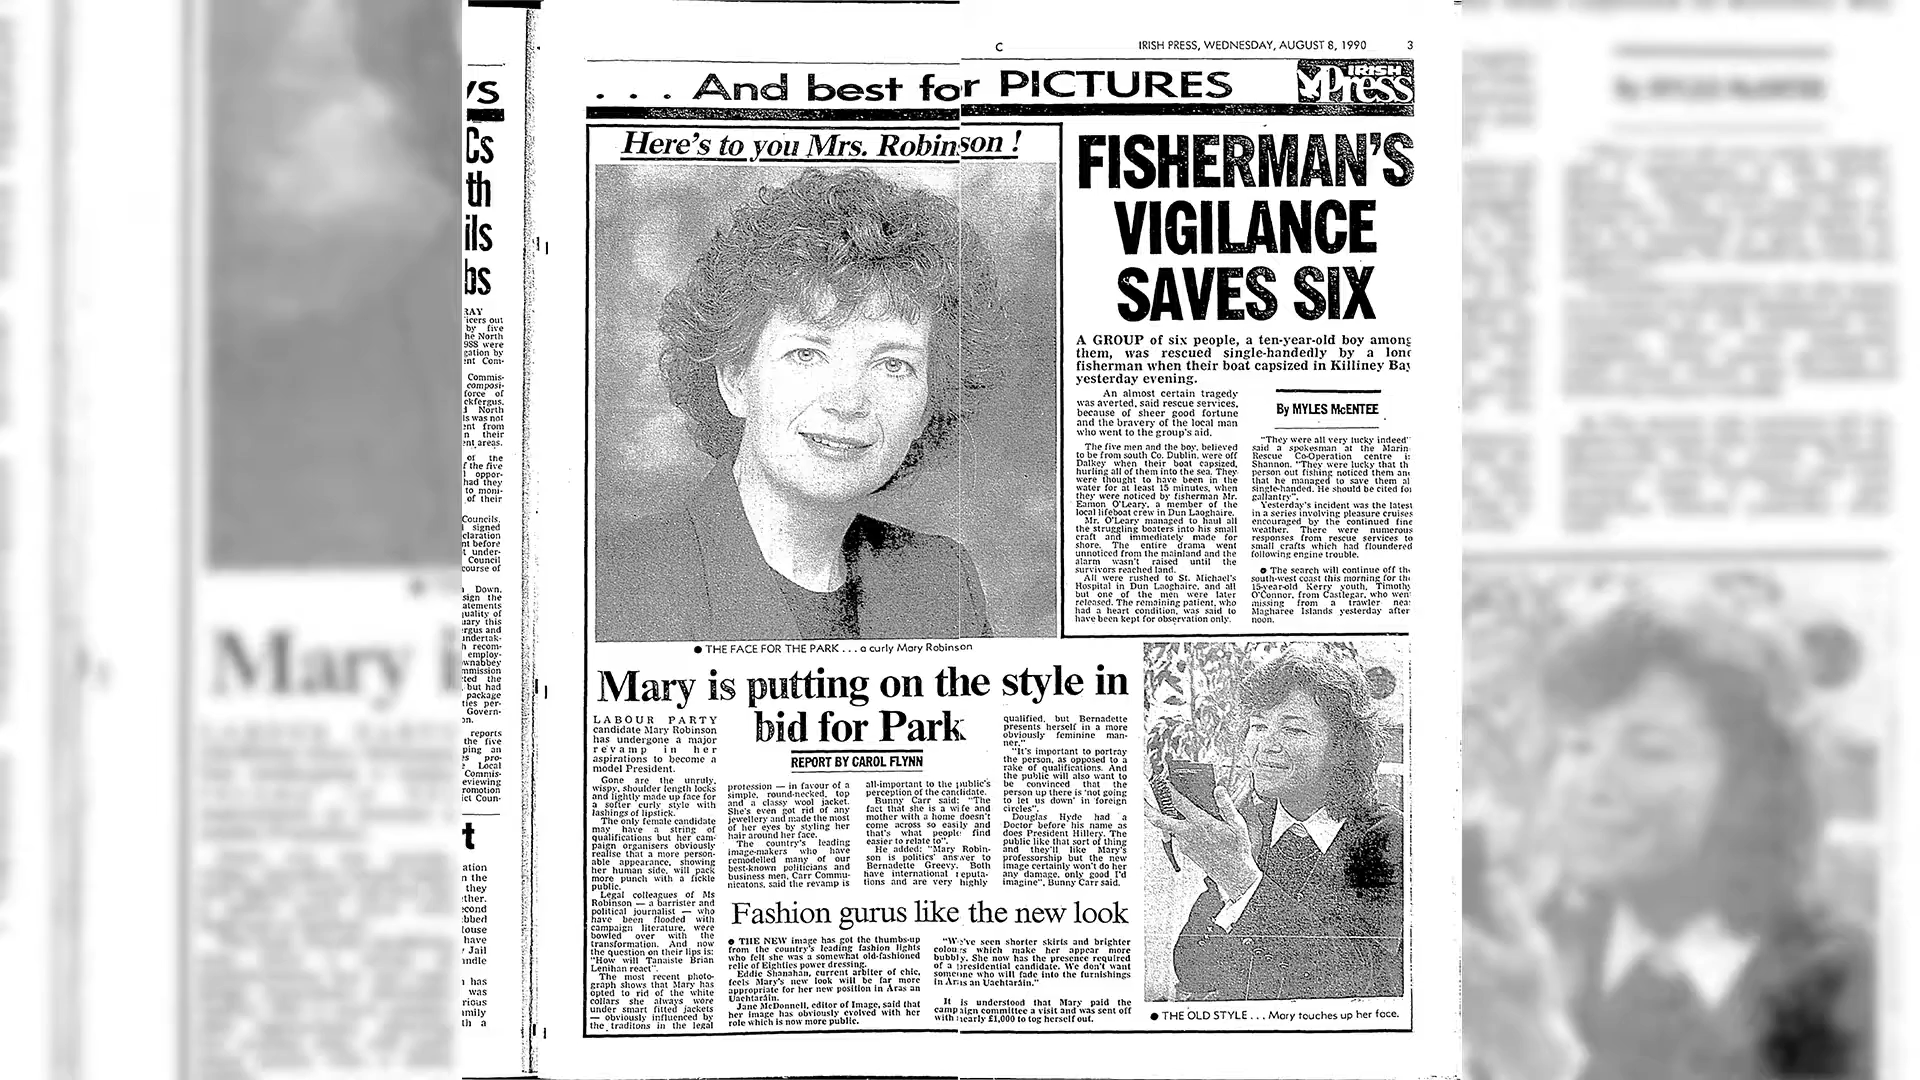 C
IRISH PRESS, WEDNESDAY, AUGUST 8, 1990
3
. . . And best for PICTURES
IRISH
Press
Here's to you Mrs. Robinson !
● THE FACE FOR THE PARK . . . a curly Mary Robinson
Mary is putting on the style in
bid for Park
REPORT BY CAROL FLYNN
LABOUR PARTY
candidate Mary Robinson
has undergone a major
revamp in her
aspirations to become a
model President.
Gone are the unruly,
wispy, shoulder length locks
and lightly made up face for
a softer curly style with
lashings of lipstick.
The only female candidate
may have a string of
qualifications but her cam-
paign organisers obviously
realise that a more person-
able appearance, showing
her human side, will pack
more punch with a fickle
public.
Legal colleagues of Ms
Robinson — a barrister and
political journalist — who
have been flooded with
campaign literature, were
bowled over with the
transformation. And now
the question on their lips is:
"How will Tanaiste Brian
Lenihan react".
The most recent photo-
graph shows that Mary has
opted to rid of the white
collars she always wore
under smart fitted jackets
— obviously influenced by
the traditons in the legal
profession — in favour of a
simple, round-necked, top
and a classy wool jacket.
She's even got rid of any
jewellery and made the most
of her eyes by styling her
hair around her face.
The country's leading
image-makers who have
remodelled many of our
best-known politicians and
business men, Carr Commu-
nicatons, said the revamp is
all-important to the public's
perception of the candidate.
Bunny Carr said: "The
fact that she is a wife and
mother with a home doesn't
come across so easily and
that's what people find
easier to relate to".
He added: "Mary Robin-
son is politics' answer to
Bernadette Greevy. Both
have international reputa-
tions and are very highly
qualified, but Bernadette
presents herself in a more
obviously feminine man-
ner."
"It's important to portray
the person, as opposed to a
rake of qualifications. And
the public will also want to
be convinced that the
person up there is 'not going
to let us down' in foreign
circles".
Douglas Hyde had a
Doctor before his name as
does President Hillery. The
public like that sort of thing
and they'll like Mary's
professorship but the new
image certainly won't do her
any damage, only good I'd
imagine", Bunny Carr said.
Fashion gurus like the new look
● THE NEW image has got the thumbs-up
from the country's leading fashion lights
who felt she was a somewhat old-fashioned
relic of Eighties power dressing.
Eddie Shanahan, current arbiter of chic,
feels Mary's new look will be far more
appropriate for her new position in Aras an
Uachtaráin.
Jane McDonnell, editor of Image, said that
her image has obviously evolved with her
role which is now more public.
"We've seen shorter skirts and brighter
colours which make her appear more
bubbly. She now has the presence required
of a presidential candidate. We don't want
someone who will fade into the furnishings
in Aras an Uachtaráin."
It is understood that Mary paid the
campaign committee a visit and was sent off
with nearly £1,000 to tog herself out.
FISHERMAN'S
VIGILANCE
SAVES SIX
A GROUP of six people, a ten-year-old boy among
them, was rescued single-handedly by a lone
fisherman when their boat capsized in Killiney Bay
yesterday evening.
By MYLES McENTEE
An almost certain tragedy
was averted, said rescue services,
because of sheer good fortune
and the bravery of the local man
who went to the group's aid.
The five men and the boy, believed
to be from south Co. Dublin, were off
Dalkey when their boat capsized,
hurling all of them into the sea. They
were thought to have been in the
water for at least 15 minutes, when
they were noticed by fisherman Mr.
Eamon O'Leary, a member of the
local lifeboat crew in Dun Laoghaire.
Mr. O'Leary managed to haul all
the struggling boaters into his small
craft and immediately made for
shore. The entire drama went
unnoticed from the mainland and the
alarm wasn't raised until the
survivors reached land.
All were rushed to St. Michael's
Hospital in Dun Laoghaire, and all
but one of the men were later
released. The remaining patient, who
had a heart condition, was said to
have been kept for observation only.
"They were all very lucky indeed"
said a spokesman at the Marin
Rescue Co-Operation centre i
Shannon. "They were lucky that th
person out fishing noticed them an
that he managed to save them al
single-handed. He should be cited for
gallantry".
Yesterday's incident was the latest
in a series involving pleasure cruises
encouraged by the continued fine
weather. There were numerous
responses from rescue services to
small crafts which had floundered
following engine trouble.
● The search will continue off the
south-west coast this morning for the
15-year-old Kerry youth, Timothy
O'Connor, from Castlegar, who wen
missing from a trawler nea
Magharee Islands yesterday after
noon.
● THE OLD STYLE . . . Mary touches up her face.